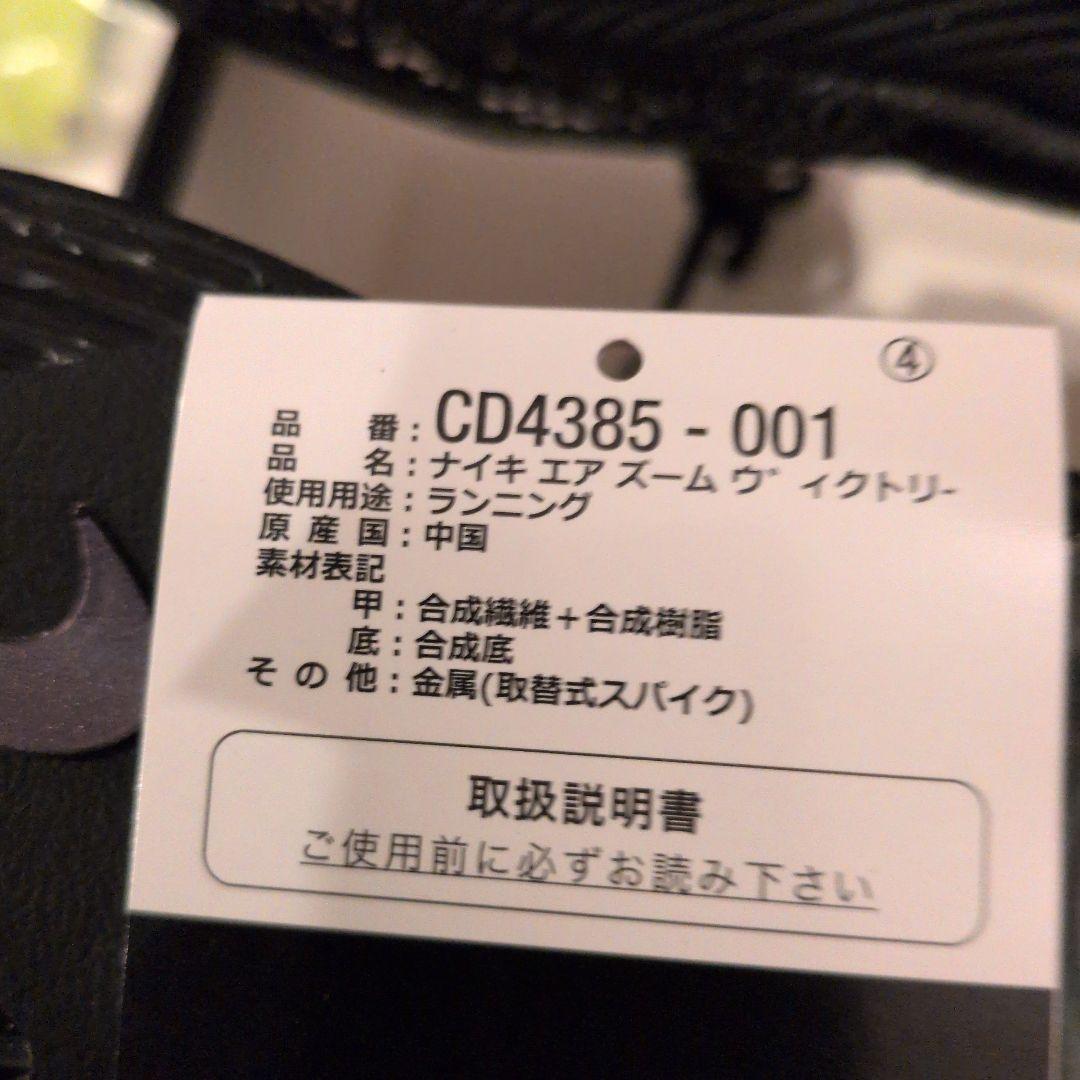 ④
品 番：CD4385 - 001
品 名：ナイキ エア ズーム ヴィクトリー
使用用途：ランニング
原 産 国：中国
素材表記
甲：合成繊維＋合成樹脂
底：合成底
そ の 他：金属(取替式スパイク)
取扱説明書
ご使用前に必ずお読み下さい